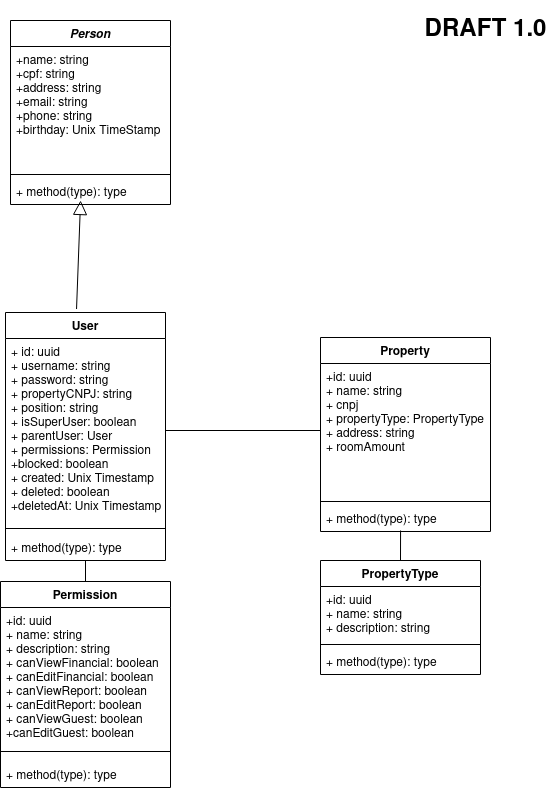 DRAFT 1.0
Person
+name: string
+cpf: string
+address: string
+email: string
+phone: string
+birthday: Unix TimeStamp
+ method(type): type
User
+ id: uuid
+ username: string
+ password: string
+ propertyCNPJ: string
+ position: string
+ isSuperUser: boolean
+ parentUser: User
+ permissions: Permission
+blocked: boolean
+ created: Unix Timestamp
+ deleted: boolean
+deletedAt: Unix Timestamp
+ method(type): type
Property
+id: uuid
+ name: string
+ cnpj
+ propertyType: PropertyType
+ address: string
+ roomAmount
+ method(type): type
PropertyType
+id: uuid
+ name: string
+ description: string
+ method(type): type
Permission
+id: uuid
+ name: string
+ description: string
+ canViewFinancial: boolean
+ canEditFinancial: boolean
+ canViewReport: boolean
+ canEditReport: boolean
+ canViewGuest: boolean
+canEditGuest: boolean
+ method(type): type